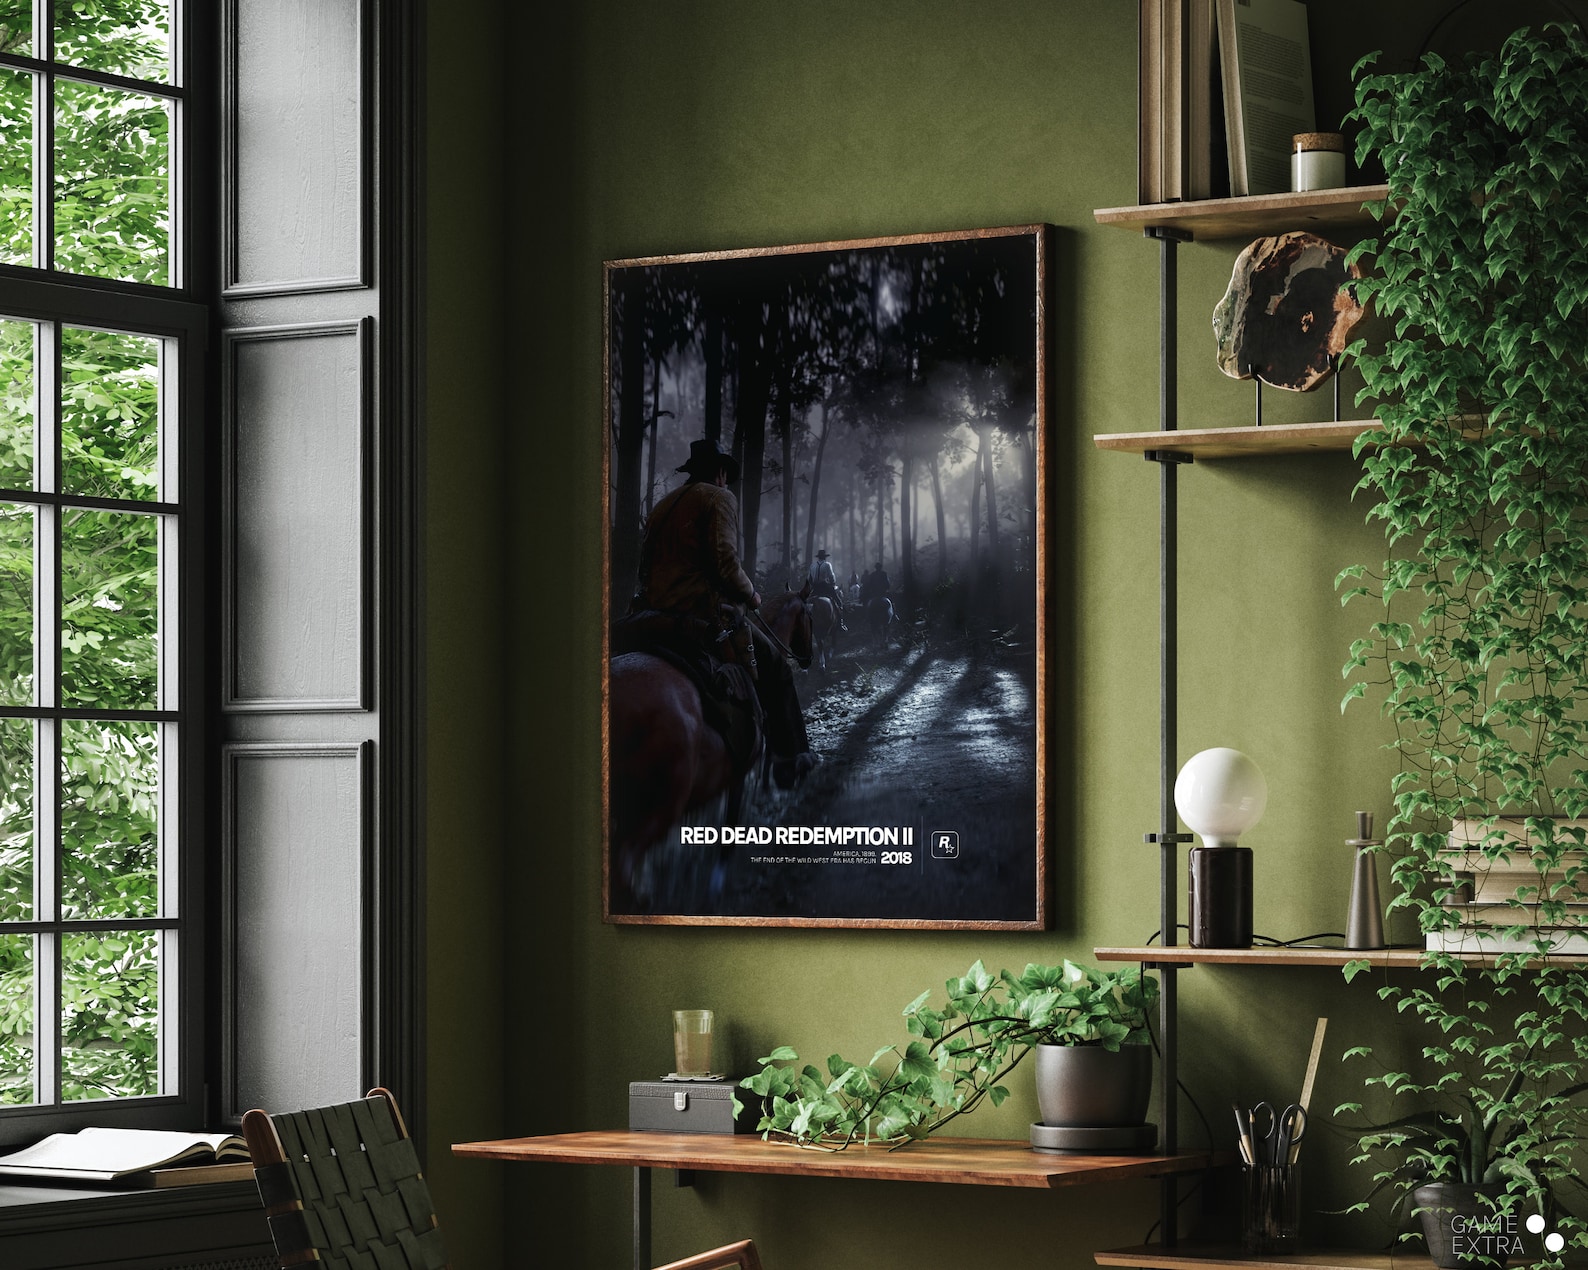 RED DEAD REDEMPTION II
AMERICA, 1899.
THE END OF THE WILD WEST ERA HAS BEGUN
2018
R
GAME
EXTRA